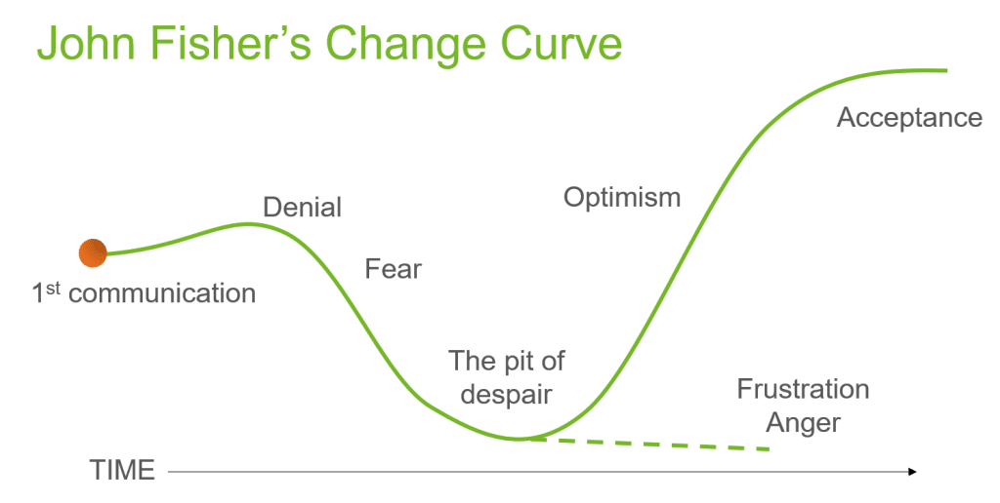 John Fisher’s Change Curve
Acceptance
Optimism
Denial
Fear
1st communication
The pit of
despair
Frustration
Anger
TIME